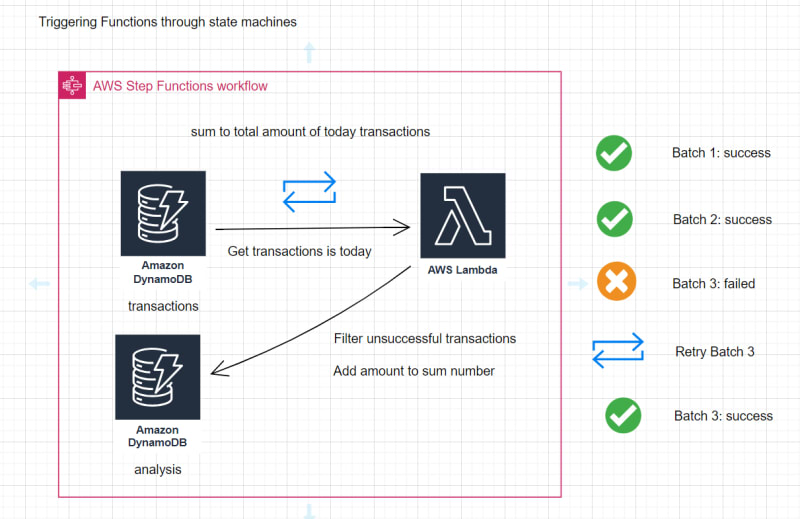 Triggering Functions through state machines
AWS Step Functions workflow
sum to total amount of today transactions
Amazon
DynamoDB
transactions
Get transactions is today
AWS Lambda
Filter unsuccessful transactions
Add amount to sum number
Amazon
DynamoDB
analysis
Batch 1: success
Batch 2: success
Batch 3: failed
Retry Batch 3
Batch 3: success